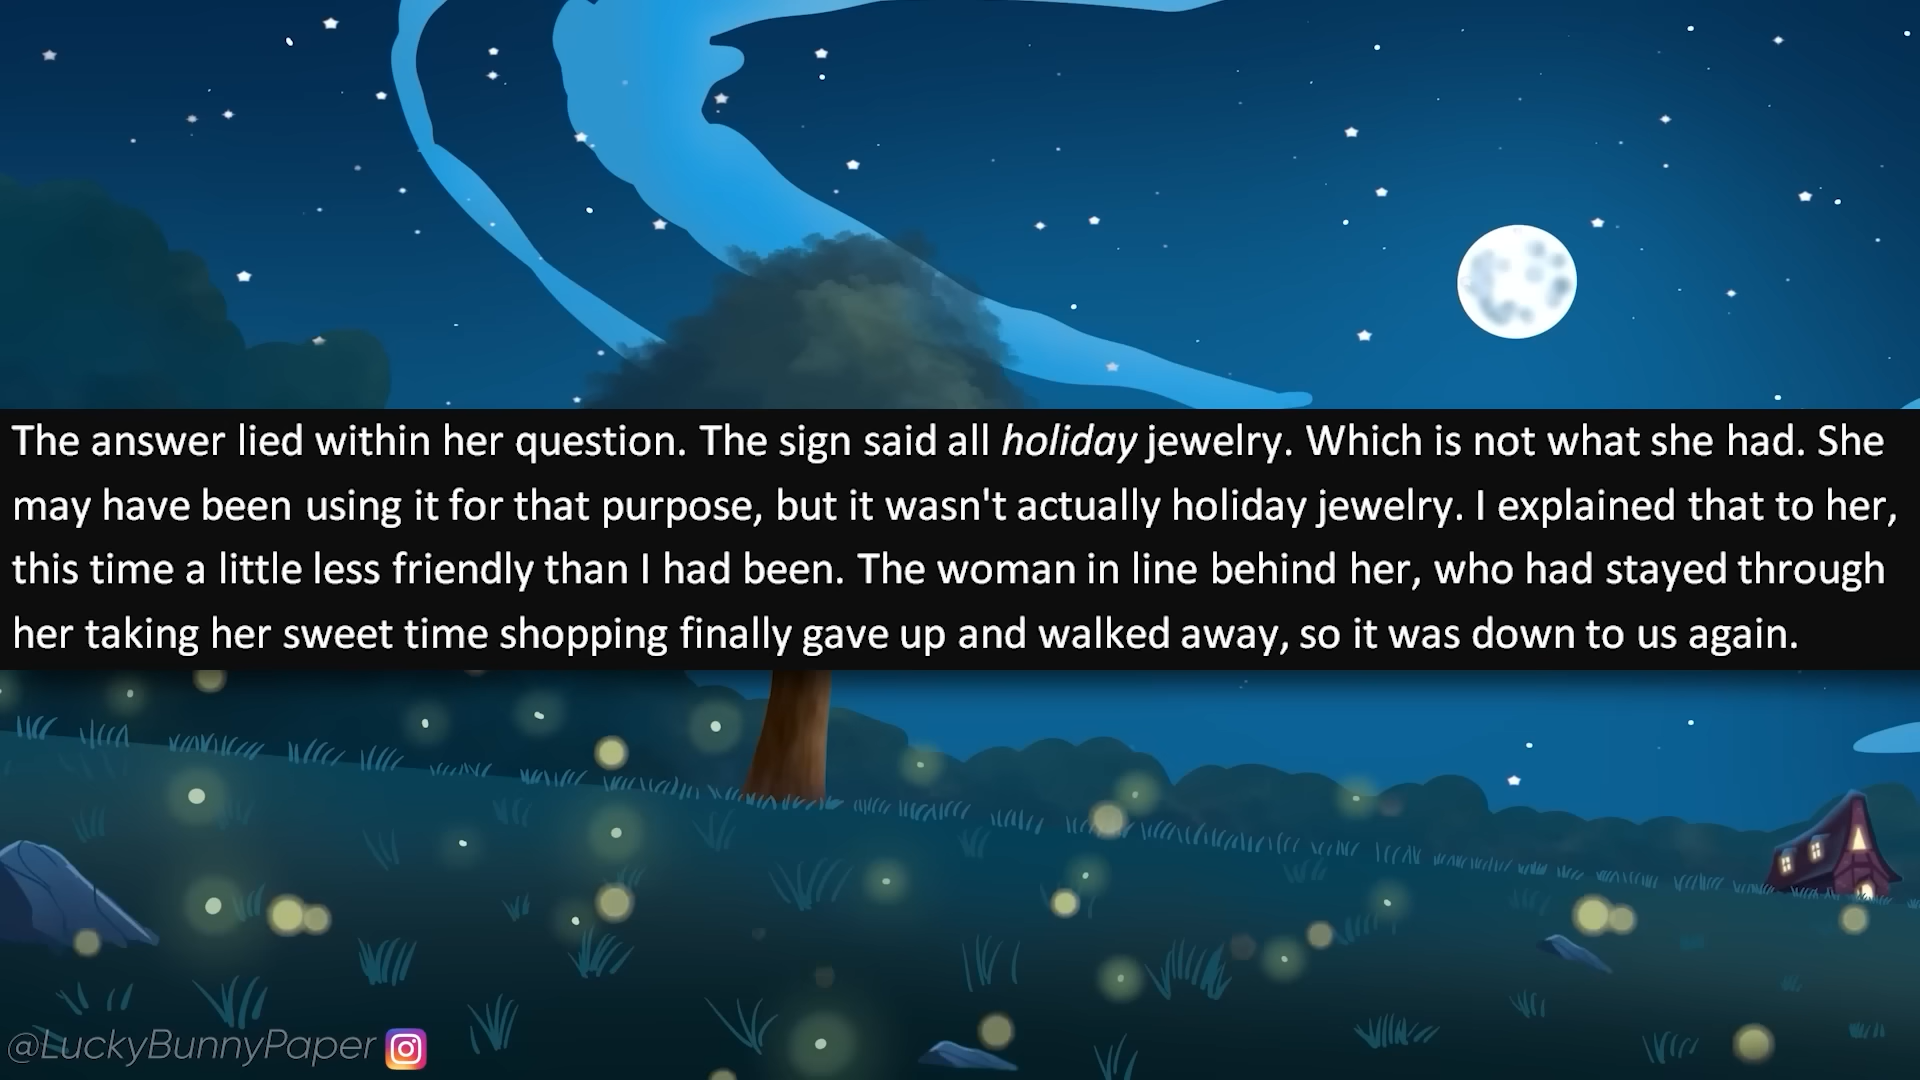 The answer lied within her question. The sign said all holiday jewelry. Which is not what she had. She
may have been using it for that purpose, but it wasn't actually holiday jewelry. I explained that to her,
this time a little less friendly than I had been. The woman in line behind her, who had stayed through
her taking her sweet time shopping finally gave up and walked away, so it was down to us again.
@LuckyBunnyPaper